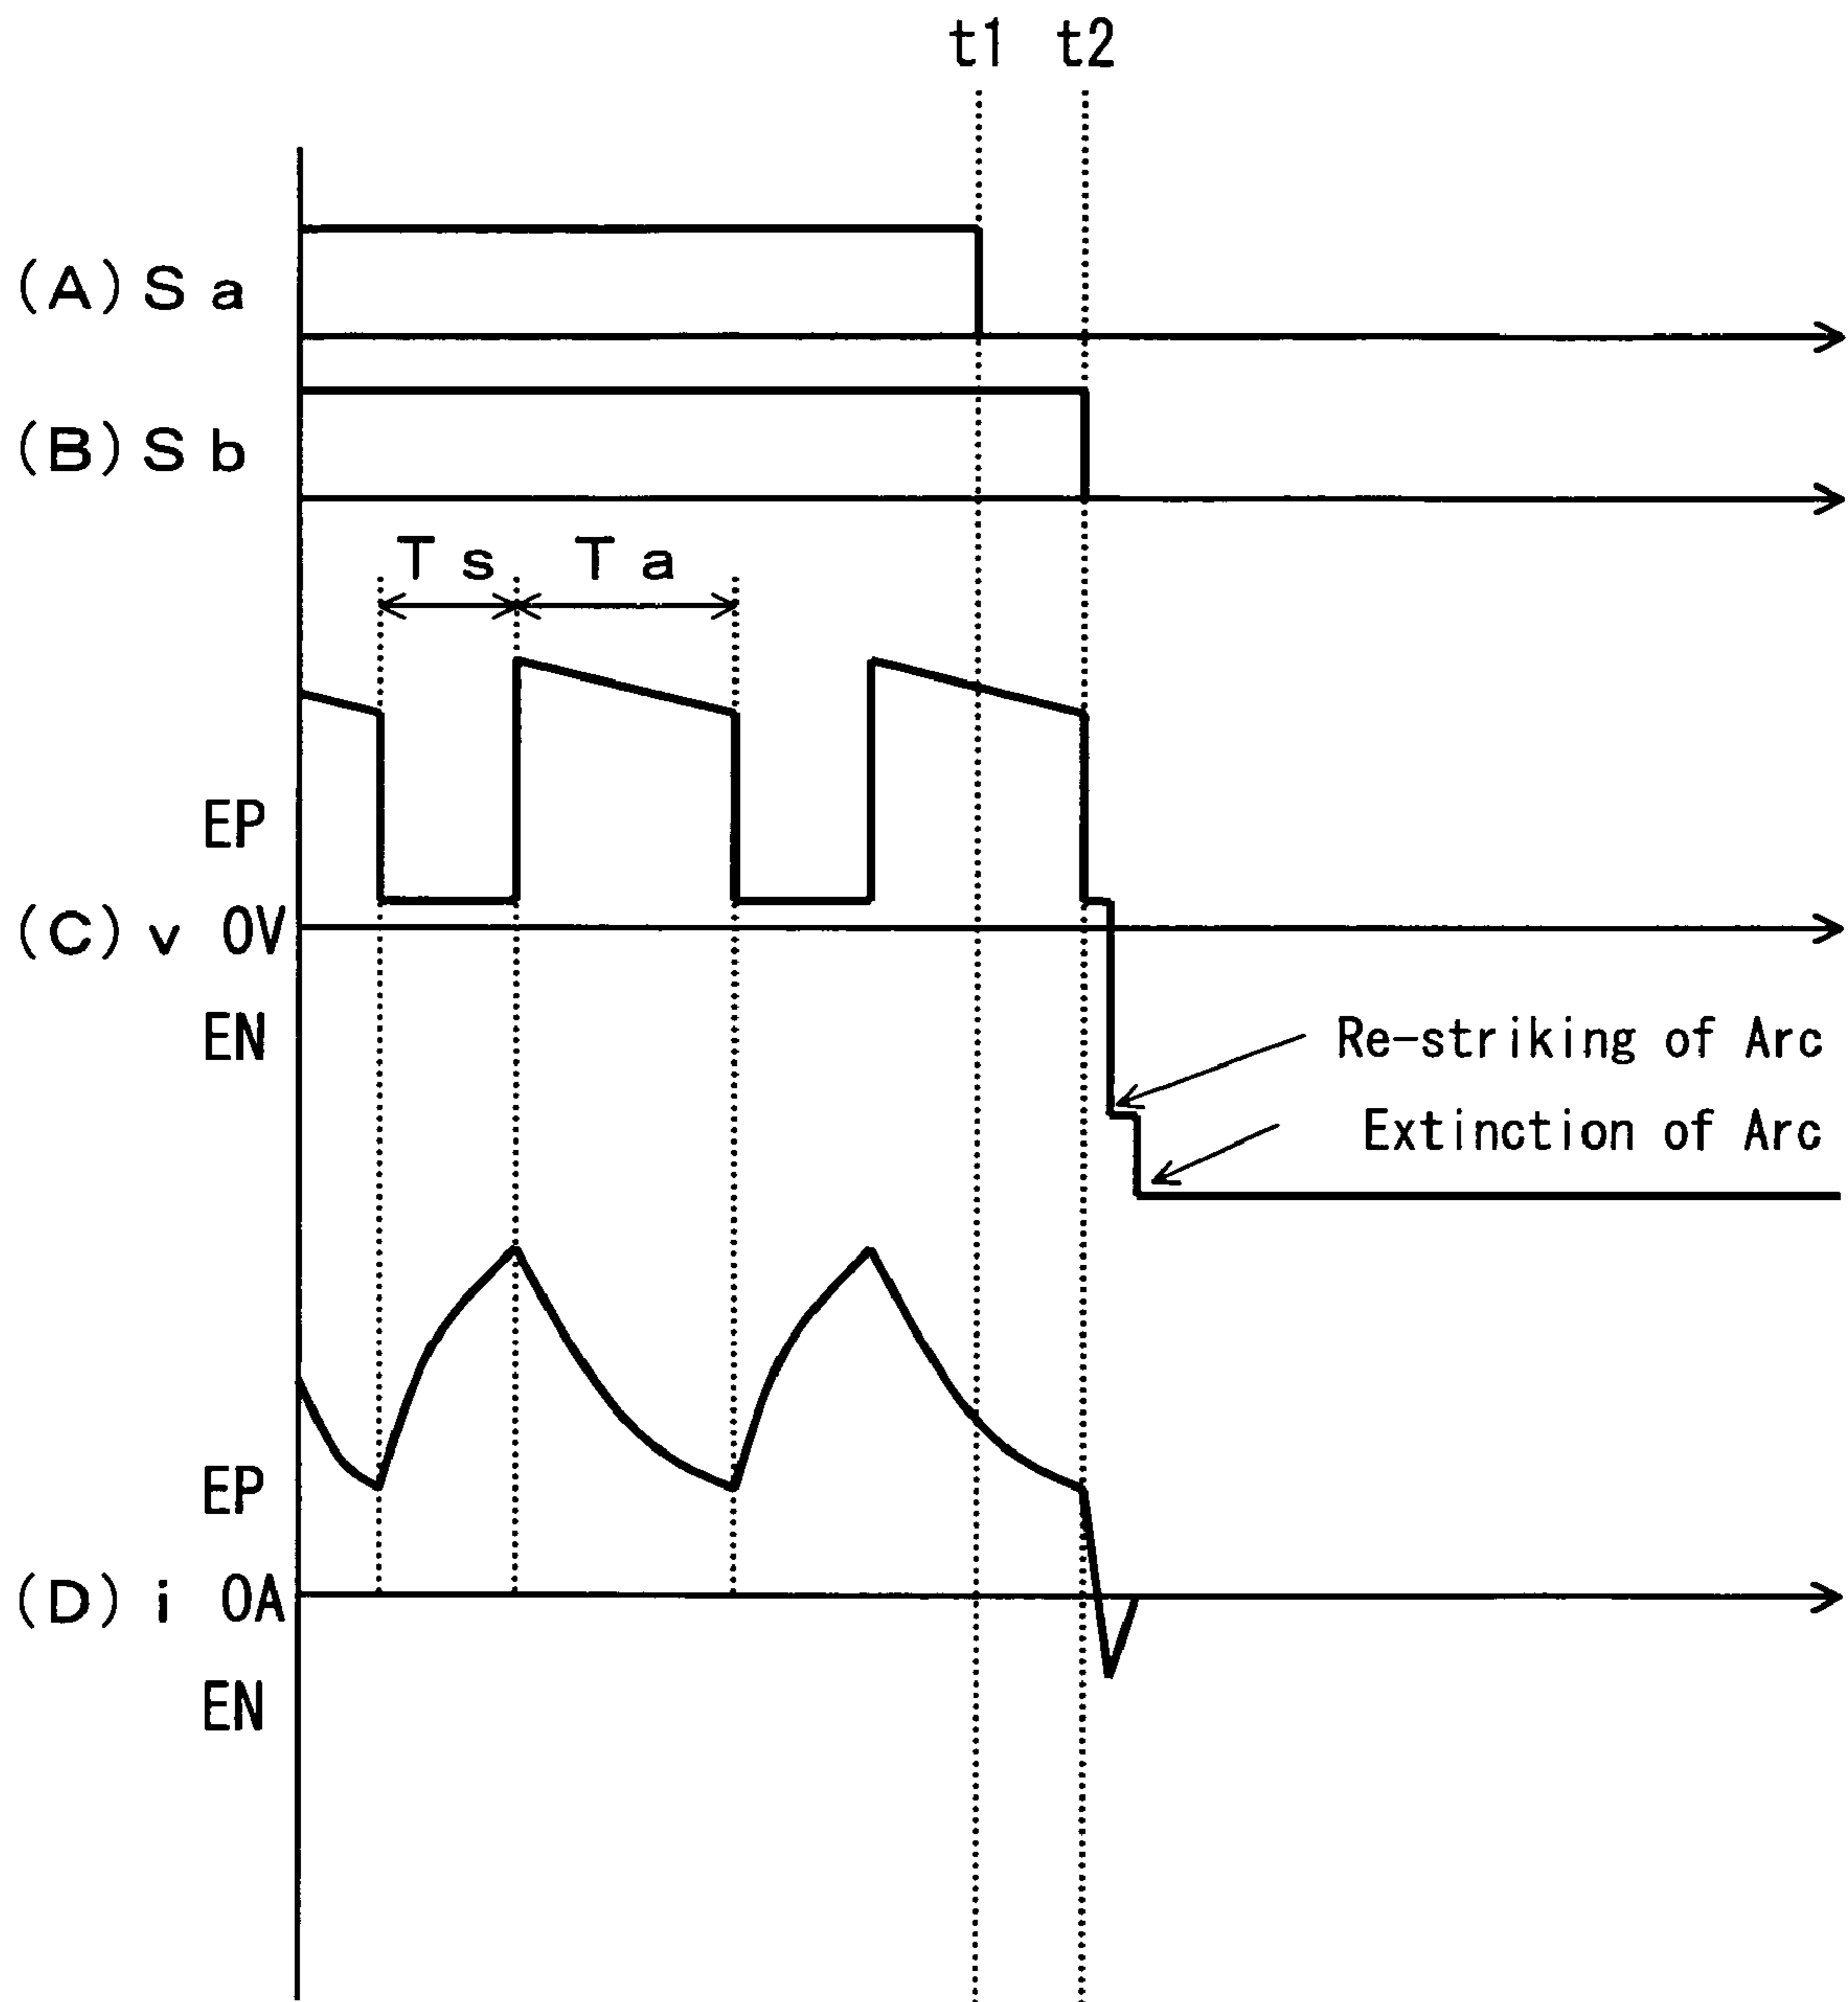 t1 t2
(A) S a
(B) S b
T s T a
EP
(C) v 0V
EN
Re-striking of Arc
Extinction of Arc
EP
(D) i 0A
EN